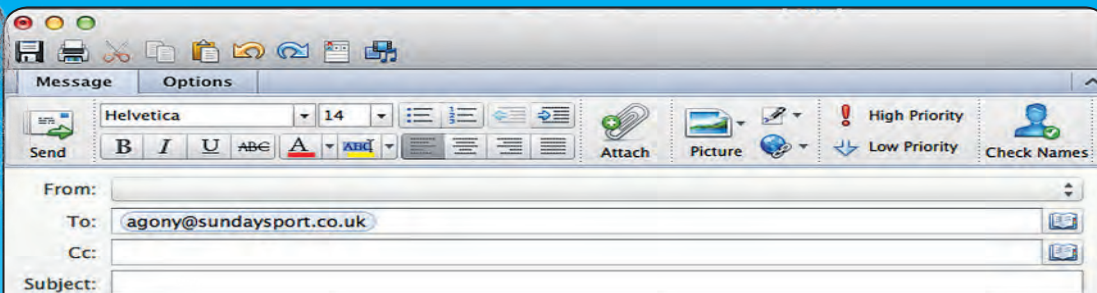 Message Options
Helvetica 14 High Priority
Send B I U ABC A ABC Attach Picture Low Priority Check Names
From:
To: agony@sundaysport.co.uk
Cc:
Subject: